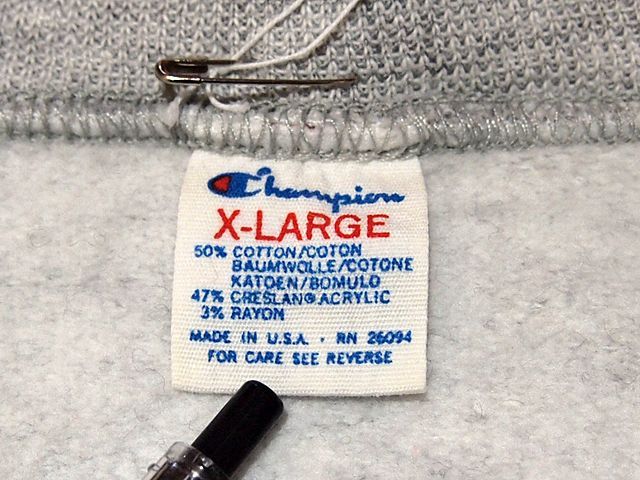 Champion
X-LARGE
50% COTTON/COTON
BAUMWOLLE/COTONE
KATOEN/BOMULO
47% CRESLAN® ACRYLIC
3% RAYON
MADE IN U.S.A. · RN 26094
FOR CARE SEE REVERSE